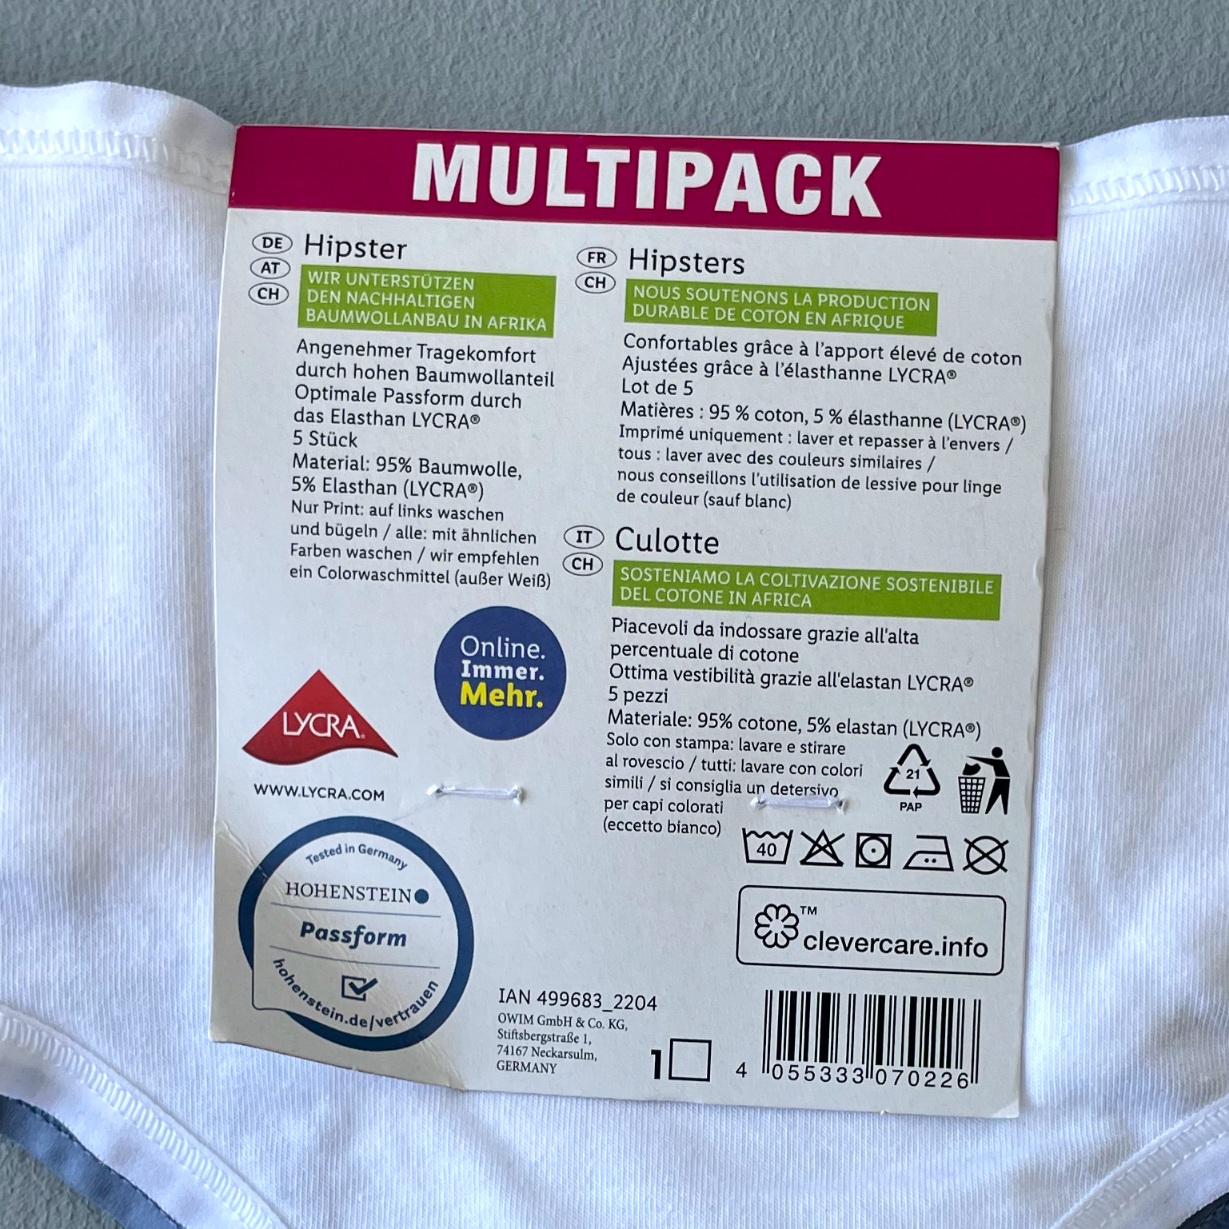 MULTIPACK
DE
AT
CH
Hipster
WIR UNTERSTÜTZEN
DEN NACHHALTIGEN
BAUMWOLLANBAU IN AFRIKA
Angenehmer Tragekomfort
durch hohen Baumwollanteil
Optimale Passform durch
das Elasthan LYCRA®
5 Stück
Material: 95% Baumwolle,
5% Elasthan (LYCRA®)
Nur Print: auf links waschen
und bügeln / alle: mit ähnlichen
Farben waschen / wir empfehlen
ein Colorwaschmittel (außer Weiß)
FR
CH
Hipsters
NOUS SOUTENONS LA PRODUCTION
DURABLE DE COTON EN AFRIQUE
Confortables grâce à l'apport élevé de coton
Ajustées grâce à l'élasthanne LYCRA®
Lot de 5
Matières : 95 % coton, 5 % élasthanne (LYCRA®)
Imprimé uniquement : laver et repasser à l'envers /
tous : laver avec des couleurs similaires /
nous conseillons l'utilisation de lessive pour linge
de couleur (sauf blanc)
IT
CH
Culotte
SOSTENIAMO LA COLTIVAZIONE SOSTENIBILE
DEL COTONE IN AFRICA
Piacevoli da indossare grazie all'alta
percentuale di cotone
Ottima vestibilità grazie all'elastan LYCRA®
5 pezzi
Materiale: 95% cotone, 5% elastan (LYCRA®)
Solo con stampa: lavare e stirare
al rovescio / tutti: lavare con colori
simili / si consiglia un detersivo
per capi colorati
(eccetto bianco)
21
PAP
40
TM
clevercare.info
Online.
Immer.
Mehr.
LYCRA®
WWW.LYCRA.COM
Tested in Germany
HOHENSTEIN
Passform
hohenstein.de/vertrauen
IAN 499683_2204
OWIM GmbH & Co. KG,
Stiftsbergstraße 1,
74167 Neckarsulm,
GERMANY
1
4 055333 070226